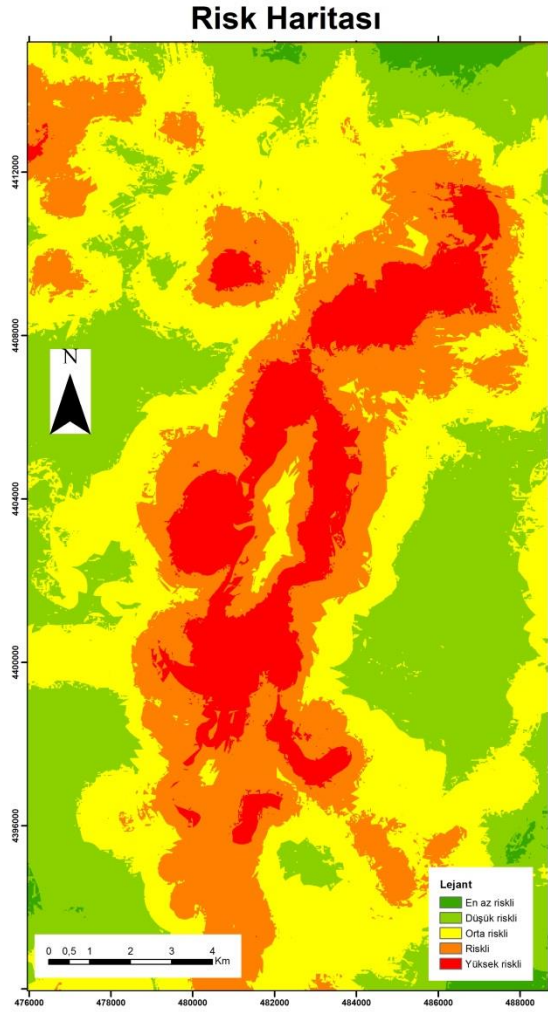 Risk Haritası
4412000
4408000
4404000
4400000
4396000
N
Lejant
En az riskli
Düşük riskli
Orta riskli
Riskli
Yüksek riskli
0 0,5 1 2 3 4
Km
476000 478000 480000 482000 484000 486000 488000